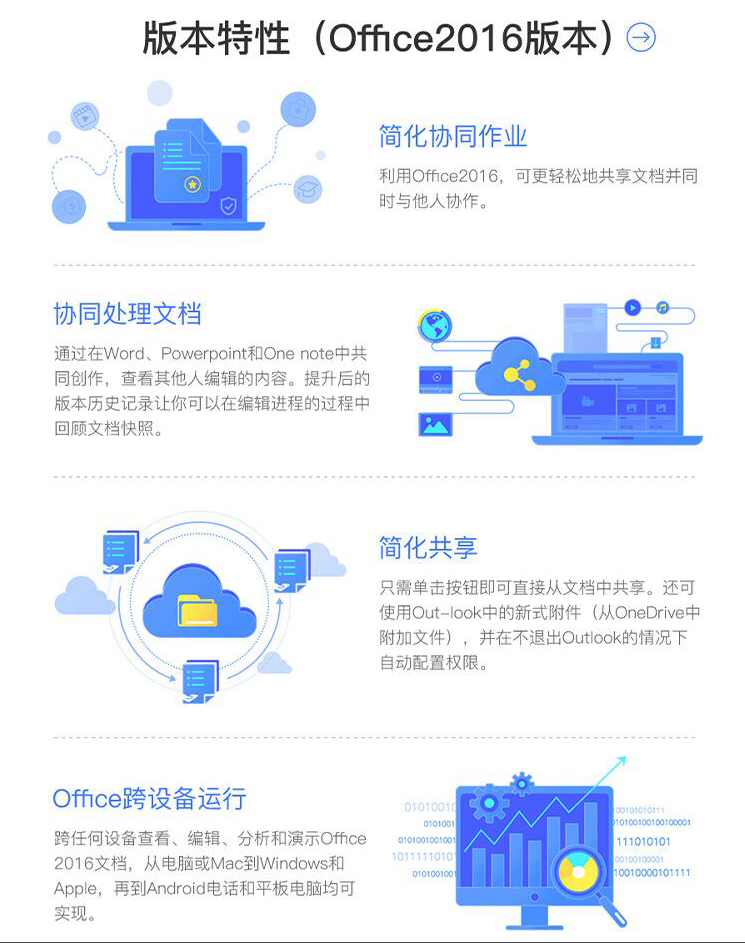 版本特性（Office2016版本）
简化协同作业
利用Office2016，可更轻松地共享文档并同
时与他人协作。
协同处理文档
通过在Word、Powerpoint和One note中共
同创作，查看其他人编辑的内容。提升后的
版本历史记录让你可以在编辑进程的过程中
回顾文档快照。
简化共享
只需单击按钮即可直接从文档中共享。还可
使用Out-look中的新式附件（从OneDrive中
附加文件），并在不退出Outlook的情况下
自动配置权限。
Office跨设备运行
跨任何设备查看、编辑、分析和演示Office
2016文档，从电脑或Mac到Windows和
Apple，再到Android电话和平板电脑均可
实现。
111010101